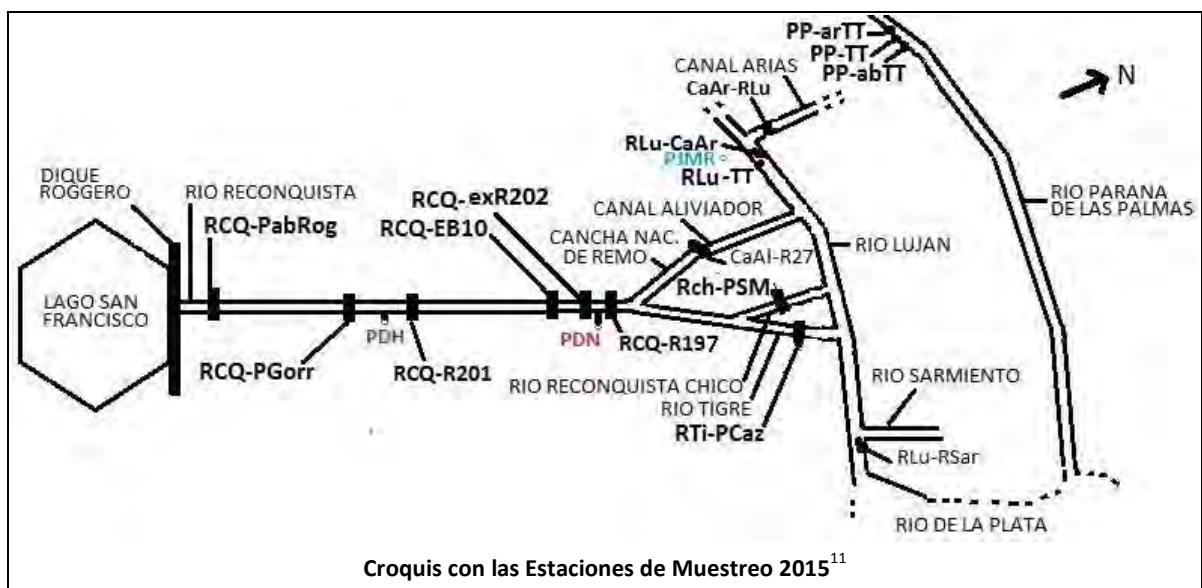 PP-arTT
PP-TT
PP-abTT
CANAL ARIAS
CaAr-RLu
N
RLu-CaAr
PJMR
RLu-TT
DIQUE
ROGGERO
RIO RECONQUISTA
RCQ-PabRog
RCQ-exR202
RCQ-EB10
CANAL ALIVIADOR
CANCHA NAC.
DE REMO
CaAl-R27
RIO LUJAN
RIO PARANA
DE LAS PALMAS
LAGO SAN
FRANCISCO
Rch-PSM
PDH
PDN
RCQ-R197
RCQ-PGorr
RCQ-R201
RIO RECONQUISTA CHICO
RIO TIGRE
RTi-PCaz
RIO SARMIENTO
RLu-RSar
RIO DE LA PLATA
Croquis con las Estaciones de Muestreo 2015¹¹